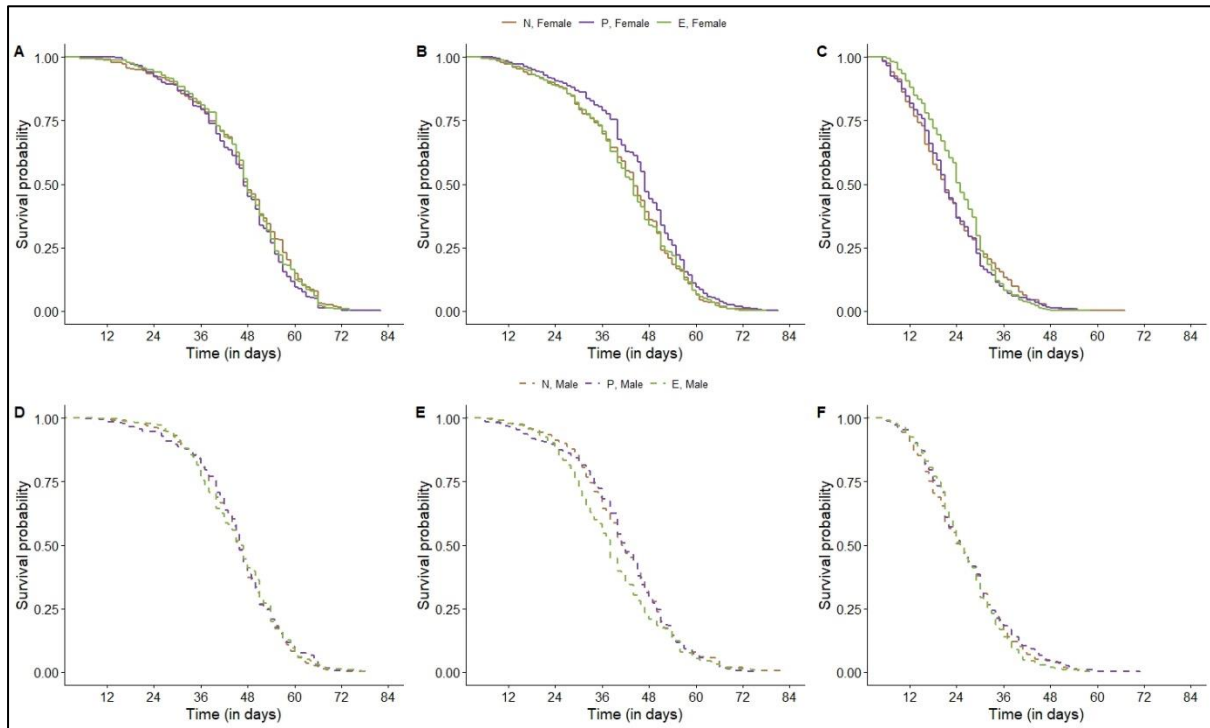 N, Female P, Female E, Female
A
Survival probability
1.00
0.75
0.50
0.25
0.00
12 24 36 48 60 72 84
Time (in days)
B
Survival probability
1.00
0.75
0.50
0.25
0.00
12 24 36 48 60 72 84
Time (in days)
C
Survival probability
1.00
0.75
0.50
0.25
0.00
12 24 36 48 60 72 84
Time (in days)
N, Male P, Male E, Male
D
Survival probability
1.00
0.75
0.50
0.25
0.00
12 24 36 48 60 72 84
Time (in days)
E
Survival probability
1.00
0.75
0.50
0.25
0.00
12 24 36 48 60 72 84
Time (in days)
F
Survival probability
1.00
0.75
0.50
0.25
0.00
12 24 36 48 60 72 84
Time (in days)